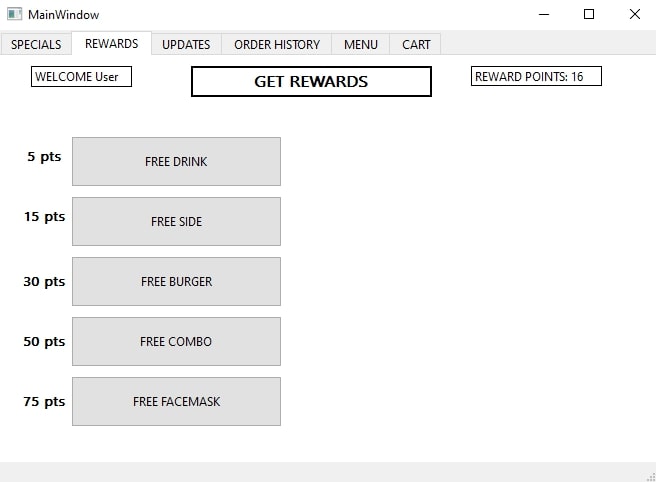 MainWindow
SPECIALS REWARDS UPDATES ORDER HISTORY MENU CART
WELCOME User GET REWARDS REWARD POINTS: 16
5 pts FREE DRINK
15 pts FREE SIDE
30 pts FREE BURGER
50 pts FREE COMBO
75 pts FREE FACEMASK